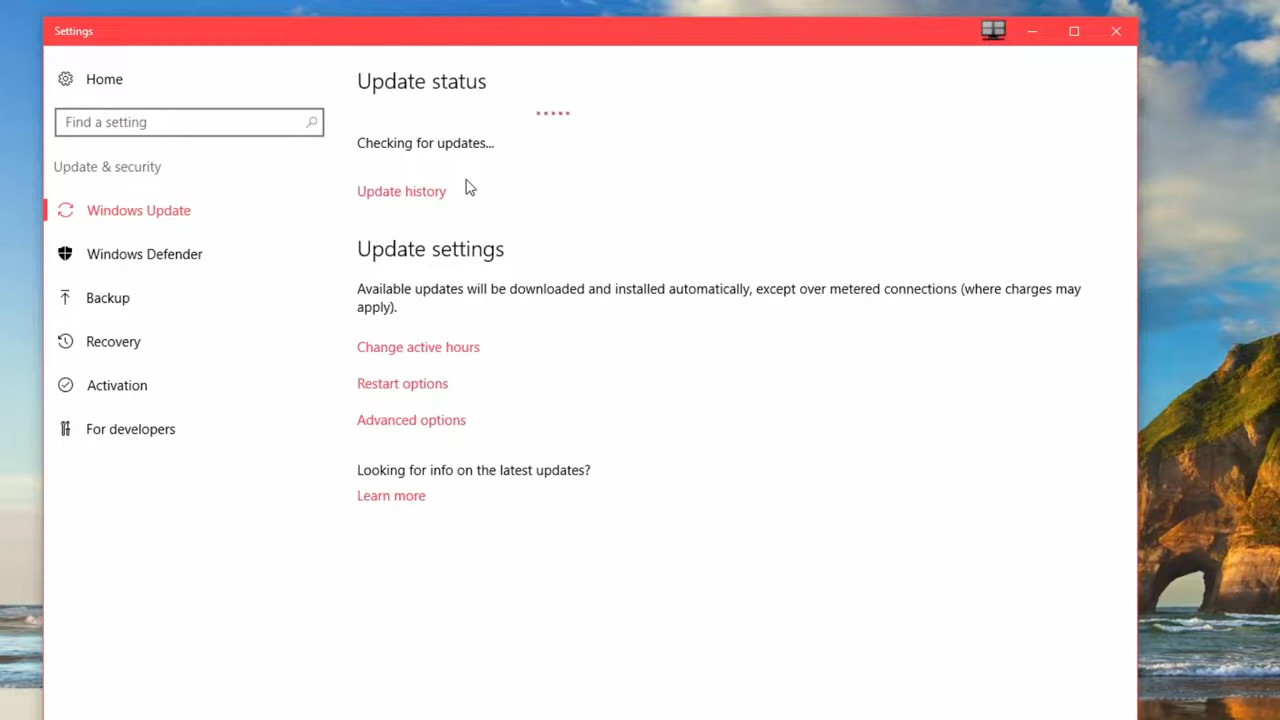 Settings
Home
Find a setting
Update & security
Windows Update
Windows Defender
Backup
Recovery
Activation
For developers
Update status
Checking for updates...
Update history
Update settings
Available updates will be downloaded and installed automatically, except over metered connections (where charges may
apply).
Change active hours
Restart options
Advanced options
Looking for info on the latest updates?
Learn more